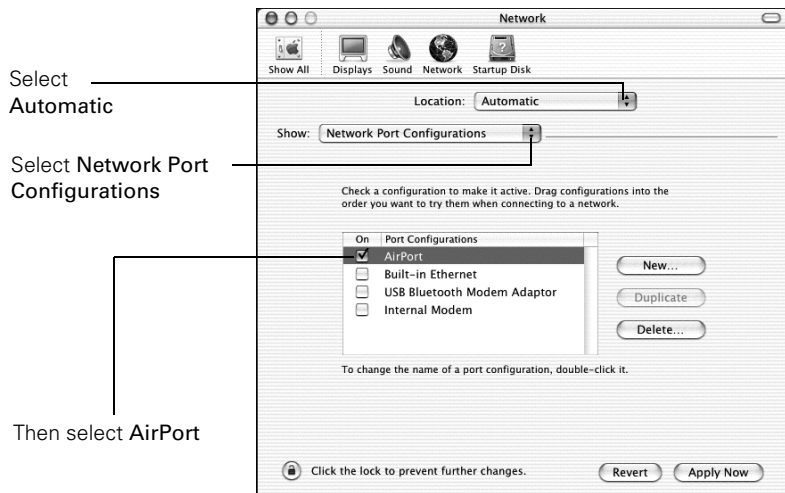 Network
Show All Displays Sound Network Startup Disk
Select
Automatic
Location: Automatic
Show: Network Port Configurations
Select Network Port
Configurations
Check a configuration to make it active. Drag configurations into the
order you want to try them when connecting to a network.
On Port Configurations
AirPort
Built-in Ethernet
USB Bluetooth Modem Adaptor
Internal Modem
New...
Duplicate
Delete...
To change the name of a port configuration, double-click it.
Then select AirPort
Click the lock to prevent further changes.
Revert
Apply Now